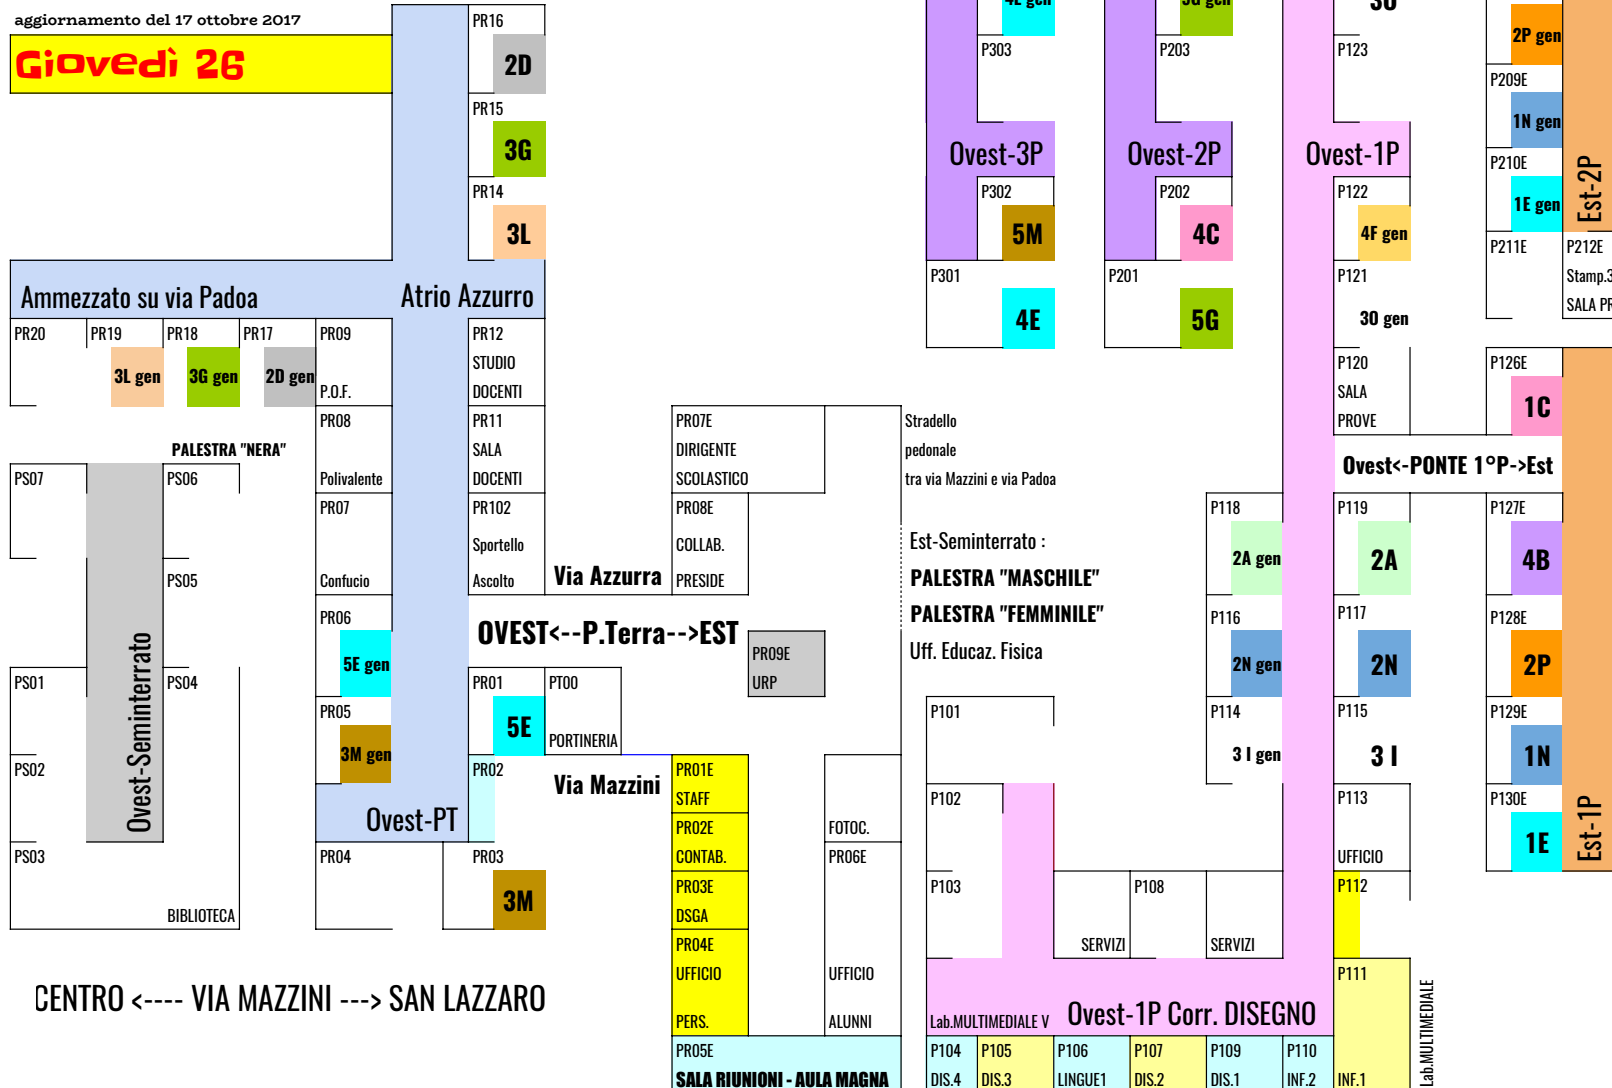 aggiornamento del 17 ottobre 2017
Giovedì 26
PR16
2D
PR15
3G
PR14
3L
Ammezzato su via Padoa
Atrio Azzurro
PR20
PR19
3L gen
PR18
3G gen
PR17
2D gen
PR09
P.O.F.
PR12
STUDIO
DOCENTI
PR08
Polivalente
PR11
SALA
DOCENTI
PALESTRA "NERA"
PS07
PS06
PS05
PR07
Confucio
PR102
Sportello
Ascolto
Via Azzurra
PR07E
DIRIGENTE
SCOLASTICO
PR08E
COLLAB.
PRESIDE
Stradello
pedonale
tra via Mazzini e via Padoa
Est-Seminterrato :
PALESTRA "MASCHILE"
PALESTRA "FEMMINILE"
Uff. Educaz. Fisica
PR06
5E gen
OVEST<--P.Terra-->EST
PR09E
URP
Ovest-Seminterrato
PS01
PS04
PS02
PS03
BIBLIOTECA
PR05
3M gen
PR01
5E
PT00
PORTINERIA
PR02
Via Mazzini
Ovest-PT
PR04
PR03
3M
PR01E
STAFF
PR02E
CONTAB.
PR03E
DSGA
PR04E
UFFICIO
PERS.
FOTOC.
PR06E
UFFICIO
ALUNNI
PR05E
SALA RIUNIONI - AULA MAGNA
CENTRO <---- VIA MAZZINI ---> SAN LAZZARO
4E gen
3G gen
30
2P gen
P303
P203
P123
P209E
1N gen
Ovest-3P
Ovest-2P
Ovest-1P
P210E
1E gen
Est-2P
P302
5M
P202
4C
P122
4F gen
P211E
P212E
Stamp.3
SALA PR
P301
4E
P201
5G
P121
30 gen
P120
SALA
PROVE
P126E
1C
Ovest<-PONTE 1°P->Est
P118
2A gen
P119
2A
P127E
4B
P116
2N gen
P117
2N
P128E
2P
P101
P114
3 I gen
P115
3 I
P129E
1N
P102
P113
UFFICIO
P130E
1E
Est-1P
P103
SERVIZI
P108
SERVIZI
P112
Lab.MULTIMEDIALE V
Ovest-1P Corr. DISEGNO
P111
INF.1
Lab.MULTIMEDIALE
P104
DIS.4
P105
DIS.3
P106
LINGUE1
P107
DIS.2
P109
DIS.1
P110
INF.2